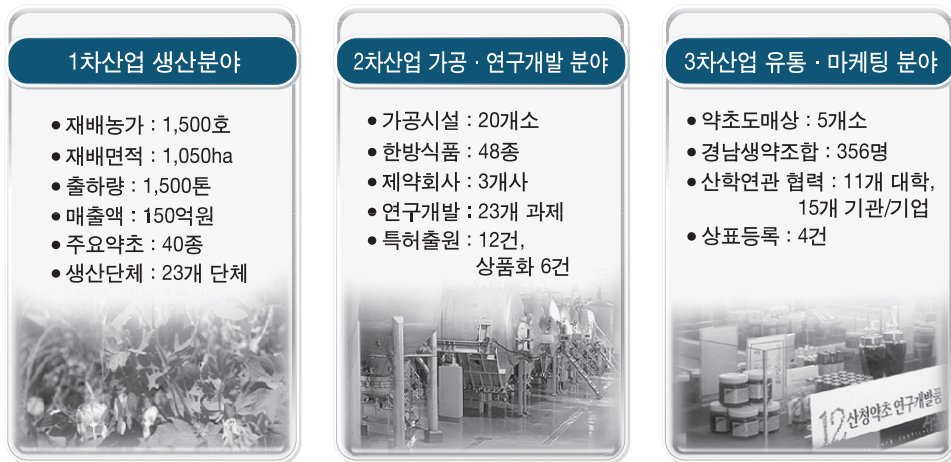 1차산업 생산분야
● 재배농가 : 1,500호
● 재배면적 : 1,050ha
● 출하량 : 1,500톤
● 매출액 : 150억원
● 주요약초 : 40종
● 생산단체 : 23개 단체
2차산업 가공 · 연구개발 분야
● 가공시설 : 20개소
● 한방식품 : 48종
● 제약회사 : 3개사
● 연구개발 : 23개 과제
● 특허출원 : 12건,
상품화 6건
3차산업 유통 · 마케팅 분야
● 약초도매상 : 5개소
● 경남생약조합 : 356명
● 산학연관 협력 : 11개 대학,
15개 기관/기업
● 상표등록 : 4건
12 산청약초 연구개발품